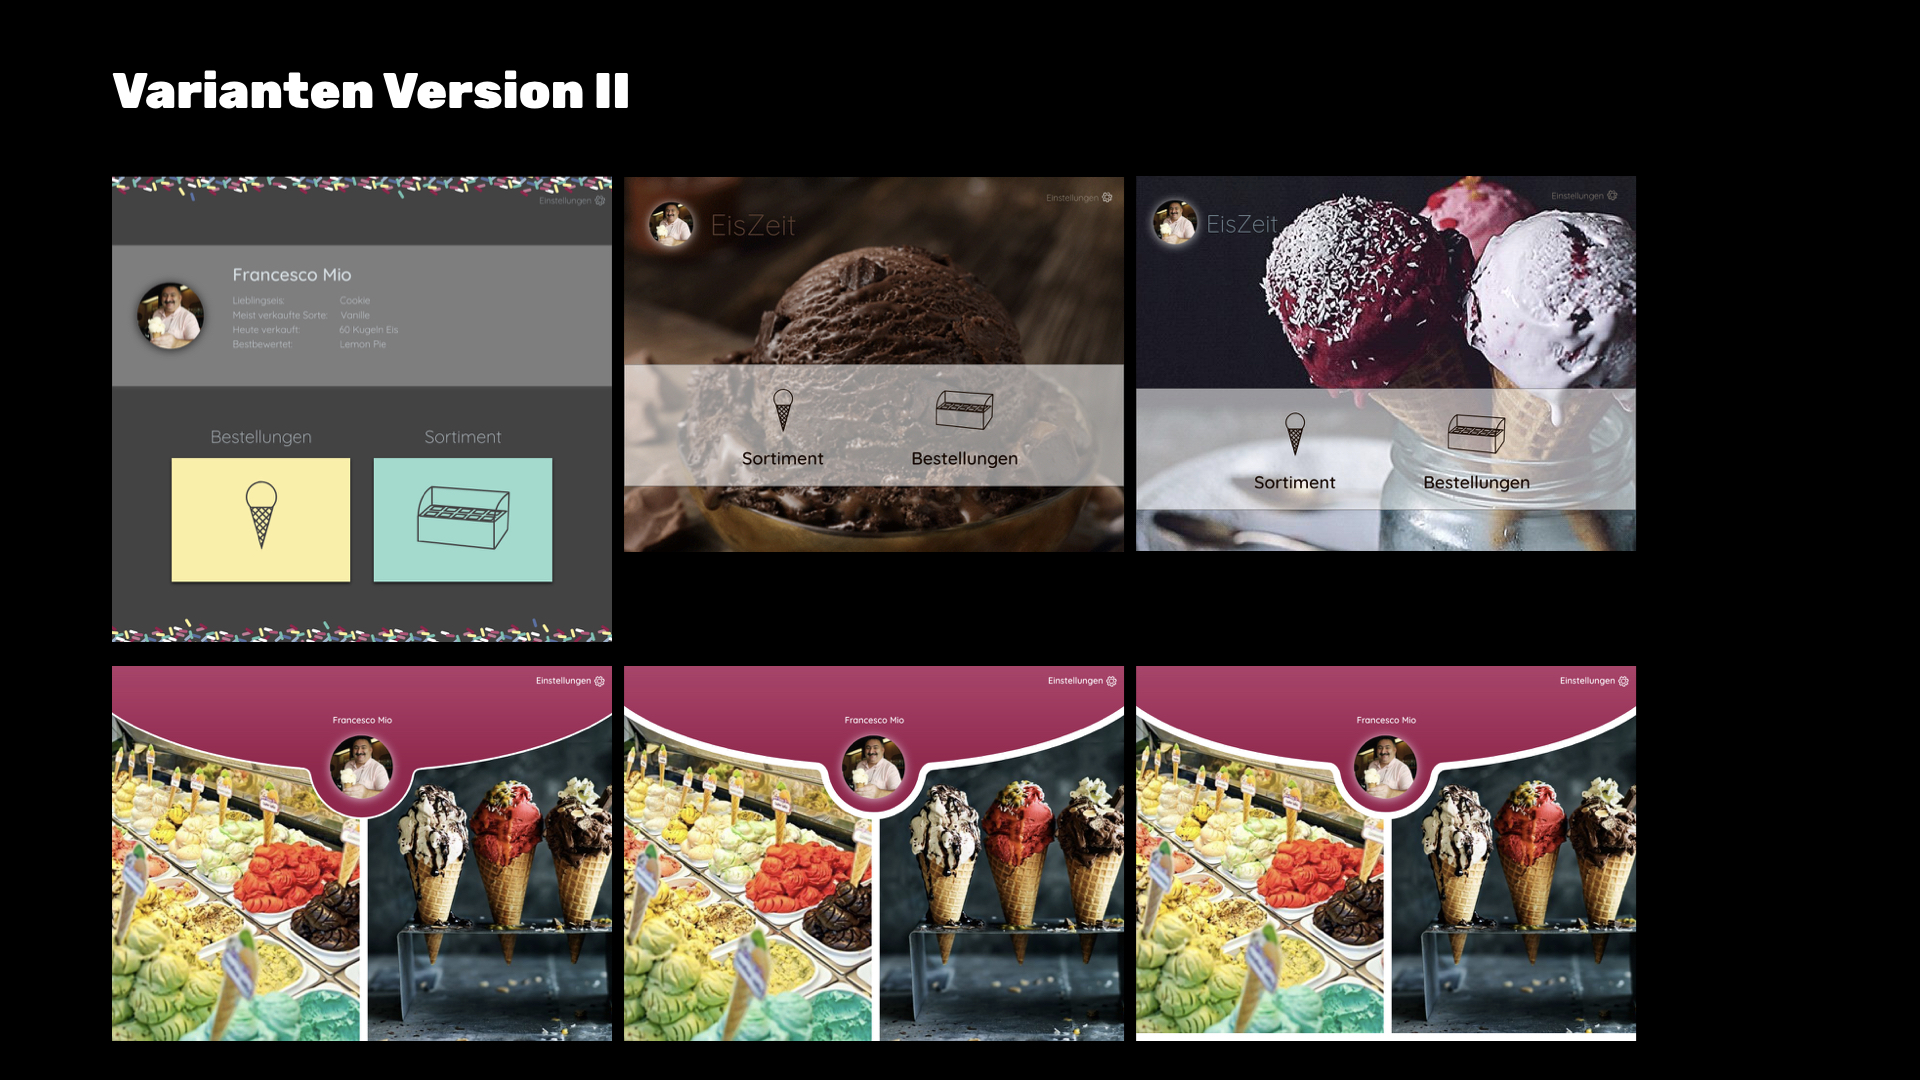 Varianten Version II
Einstellungen
Francesco Mio
Lieblingseis: Cookie
Meist verkaufte Sorte: Vanille
Heute verkauft: 60 Kugeln Eis
Bestbewertet: Lemon Pie
Bestellungen Sortiment
Einstellungen
EisZeit
Sortiment Bestellungen
Einstellungen
EisZeit
Sortiment Bestellungen
Einstellungen
Francesco Mio
Einstellungen
Francesco Mio
Einstellungen
Francesco Mio